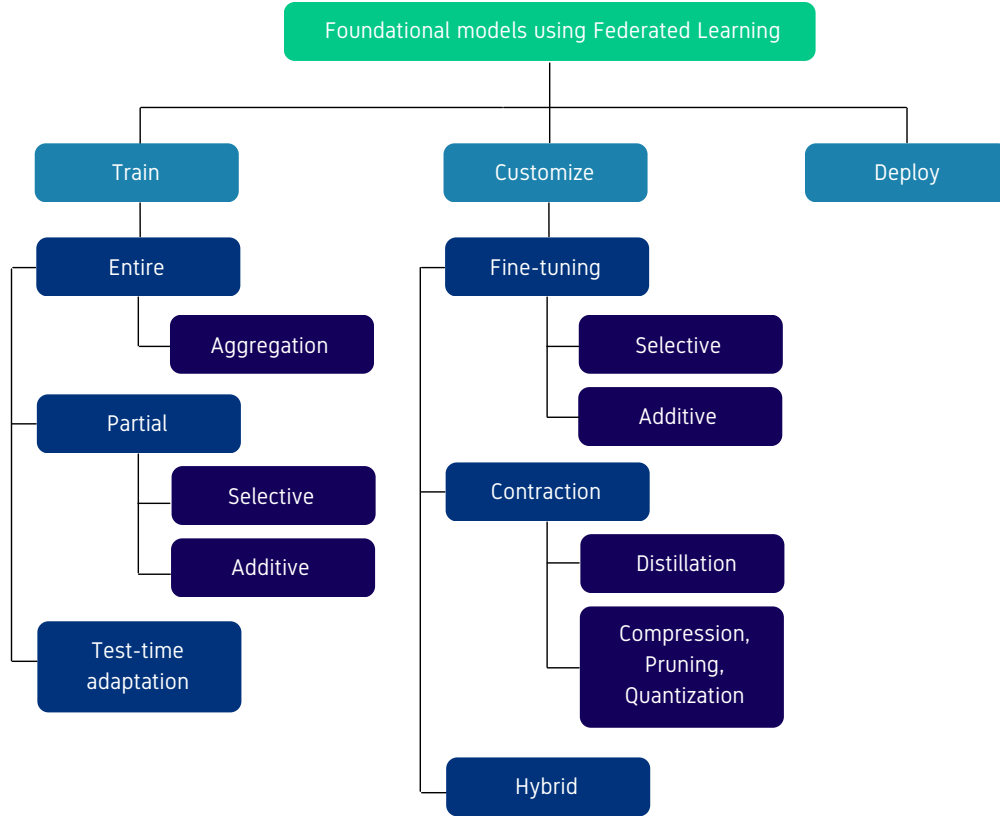 Foundational models using Federated Learning
Train
Customize
Deploy
Entire
Aggregation
Partial
Selective
Additive
Test-time
adaptation
Fine-tuning
Selective
Additive
Contraction
Distillation
Compression,
Pruning,
Quantization
Hybrid